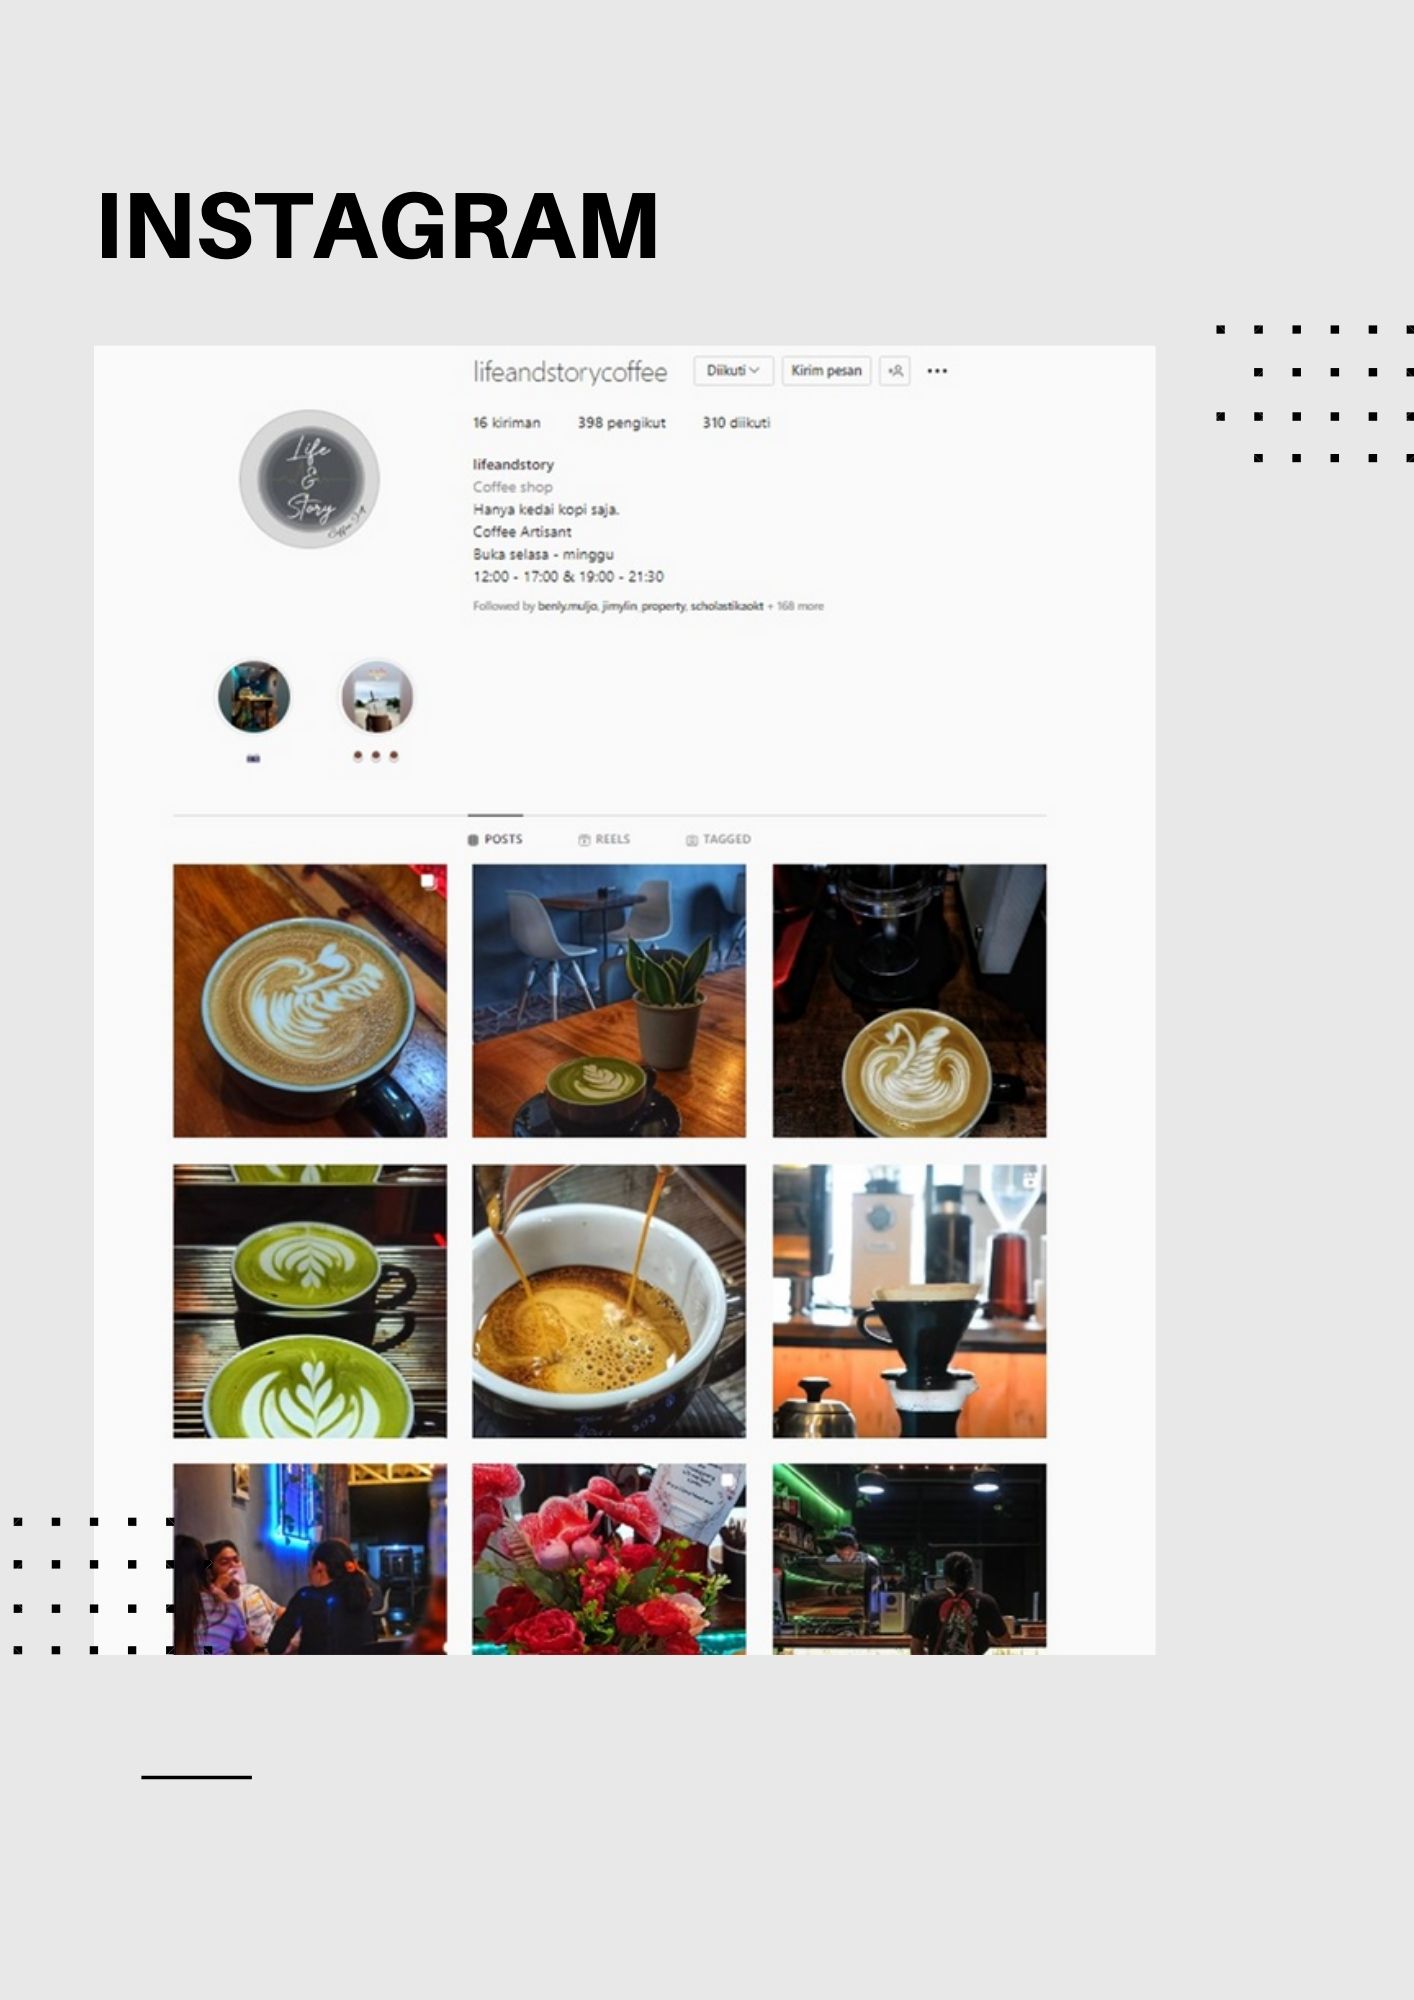 INSTAGRAM
lifeandstorycoffee Diikuti Kirim pesan
16 kiriman 398 pengikut 310 diikuti
Life
&
Story
lifeandstory
Coffee shop
Hanya kedai kopi saja.
Coffee Artisant
Buka selasa - minggu
12:00 - 17:00 & 19:00 - 21:30
Followed by benly.muljo, jimylin_property, scholastikaokt + 168 more
POSTS REELS TAGGED